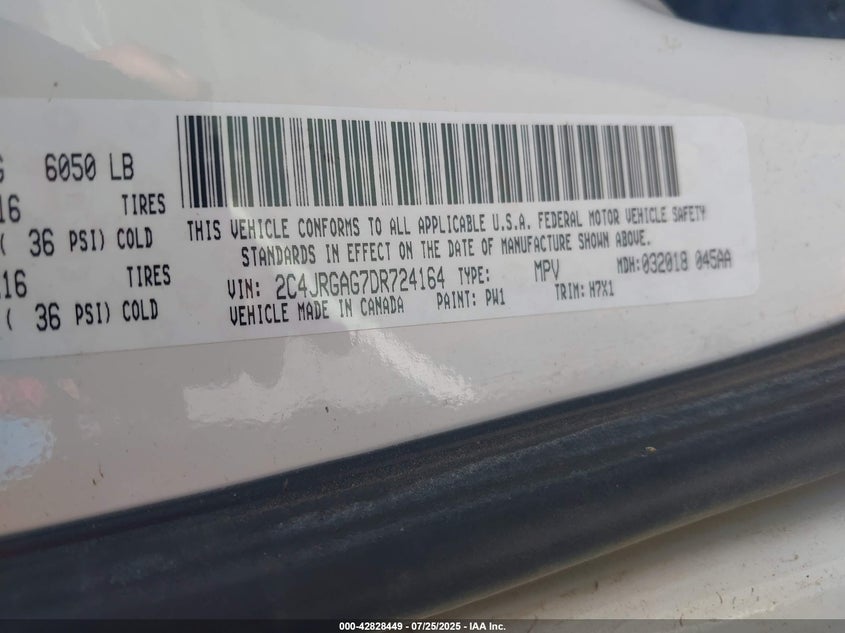 G 6050 LB
16 TIRES
( 36 PSI) COLD
16 TIRES
( 36 PSI) COLD
THIS VEHICLE CONFORMS TO ALL APPLICABLE U.S.A. FEDERAL MOTOR VEHICLE SAFETY
STANDARDS IN EFFECT ON THE DATE OF MANUFACTURE SHOWN ABOVE.
VIN: 2C4JRGAG7DR724164 TYPE: MPV MDH:032018 045AA
VEHICLE MADE IN CANADA PAINT: PW1 TRIM: H7X1
000-42828449 - 07/25/2025 - IAA Inc.